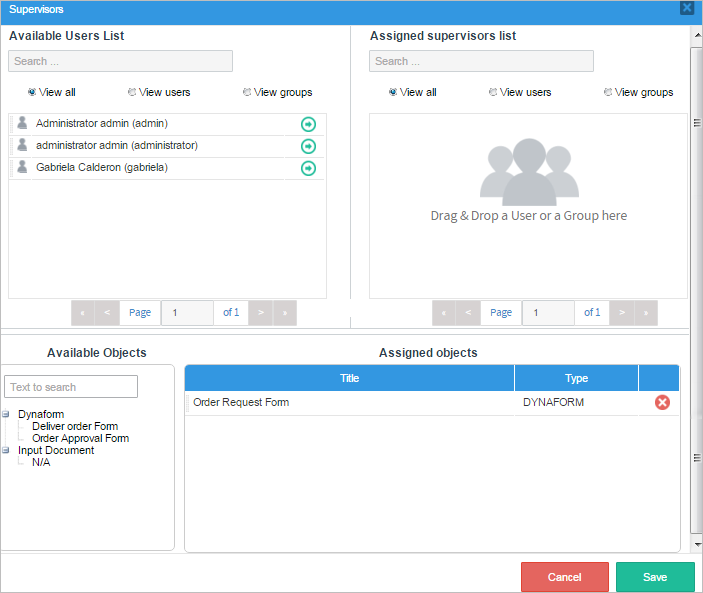 Supervisors
Available Users List
Search ...
View all View users View groups
Administrator admin (admin)
administrator admin (administrator)
Gabriela Calderon (gabriela)
Page 1 of 1
Assigned supervisors list
Search ...
View all View users View groups
Drag & Drop a User or a Group here
Page 1 of 1
Available Objects
Text to search
Dynaform
Deliver order Form
Order Approval Form
Input Document
N/A
Assigned objects
Title Type
Order Request Form DYNAFORM
Cancel Save